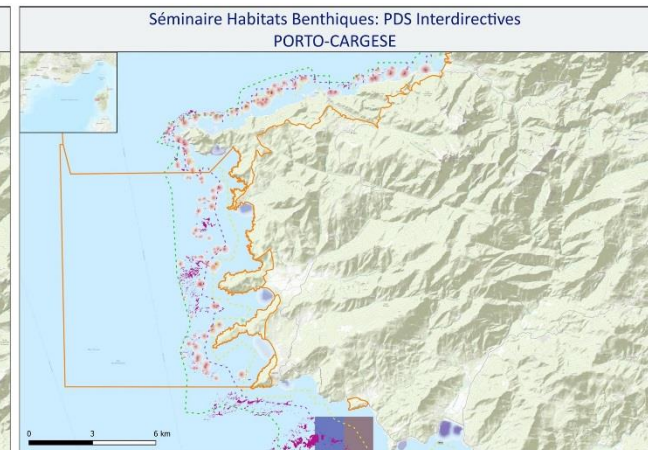 Séminaire Habitats Benthiques: PDS Interdirectives
PORTO-CARGESE
0 3 6 km